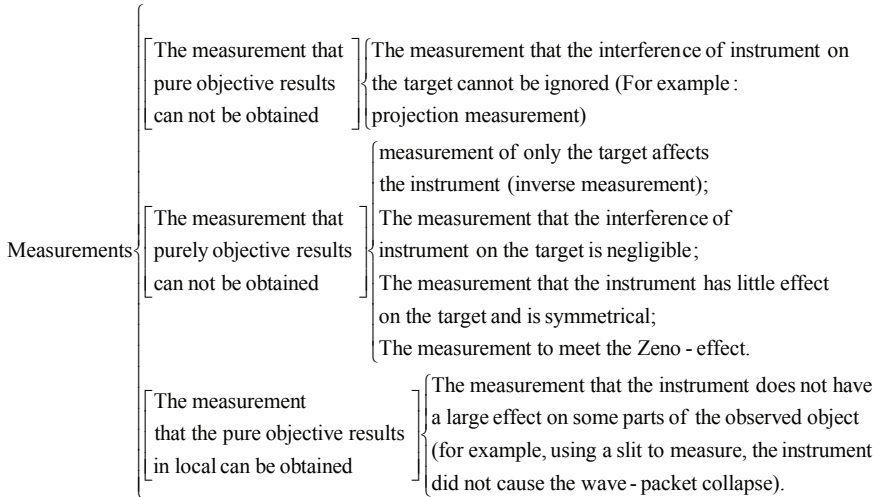 The measurement that
pure objective results
can not be obtained
The measurement that the interference of instrument on
the target cannot be ignored (For example :
projection measurement)
Measurements
The measurement that
purely objective results
can not be obtained
measurement of only the target affects
the instrument (inverse measurement);
The measurement that the interference of
instrument on the target is negligible;
The measurement that the instrument has little effect
on the target and is symmetrical;
The measurement to meet the Zeno - effect.
The measurement
that the pure objective results
in local can be obtained
The measurement that the instrument does not have
a large effect on some parts of the observed object
(for example, using a slit to measure, the instrument
did not cause the wave - packet collapse).